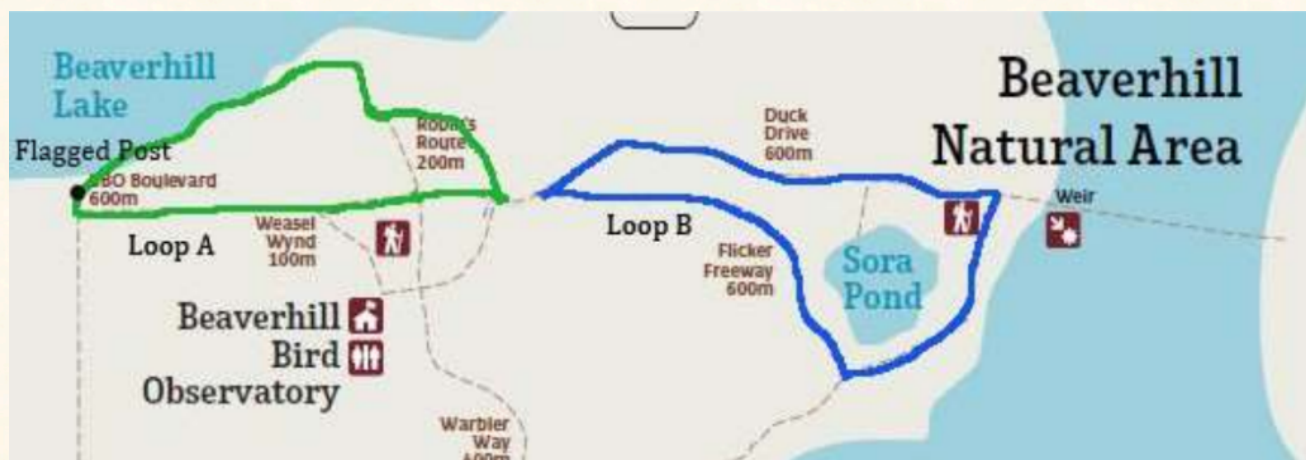 Beaverhill
Lake
Flagged Post
BBO Boulevard
600m
Loop A
Weasel
Wynd
100m
Robin's
Route
200m
Beaverhill
Bird
Observatory
Warbler
Way
400m
Loop B
Duck
Drive
600m
Flicker
Freeway
600m
Sora
Pond
Beaverhill
Natural Area
Weir